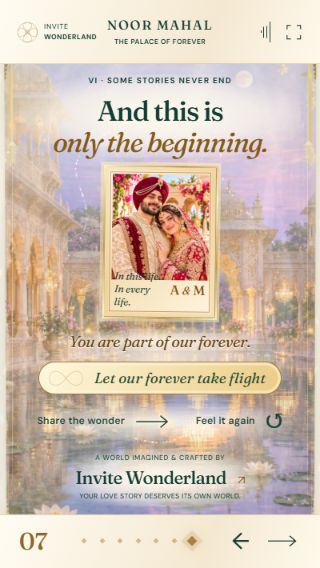 INVITE
WONDERLAND
NOOR MAHAL
THE PALACE OF FOREVER
VI · SOME STORIES NEVER END
And this is
only the beginning.
In this life.
In every
life.
A & M
You are part of our forever.
Let our forever take flight
Share the wonder
Feel it again
A WORLD IMAGINED & CRAFTED BY
Invite Wonderland
YOUR LOVE STORY DESERVES ITS OWN WORLD.
07